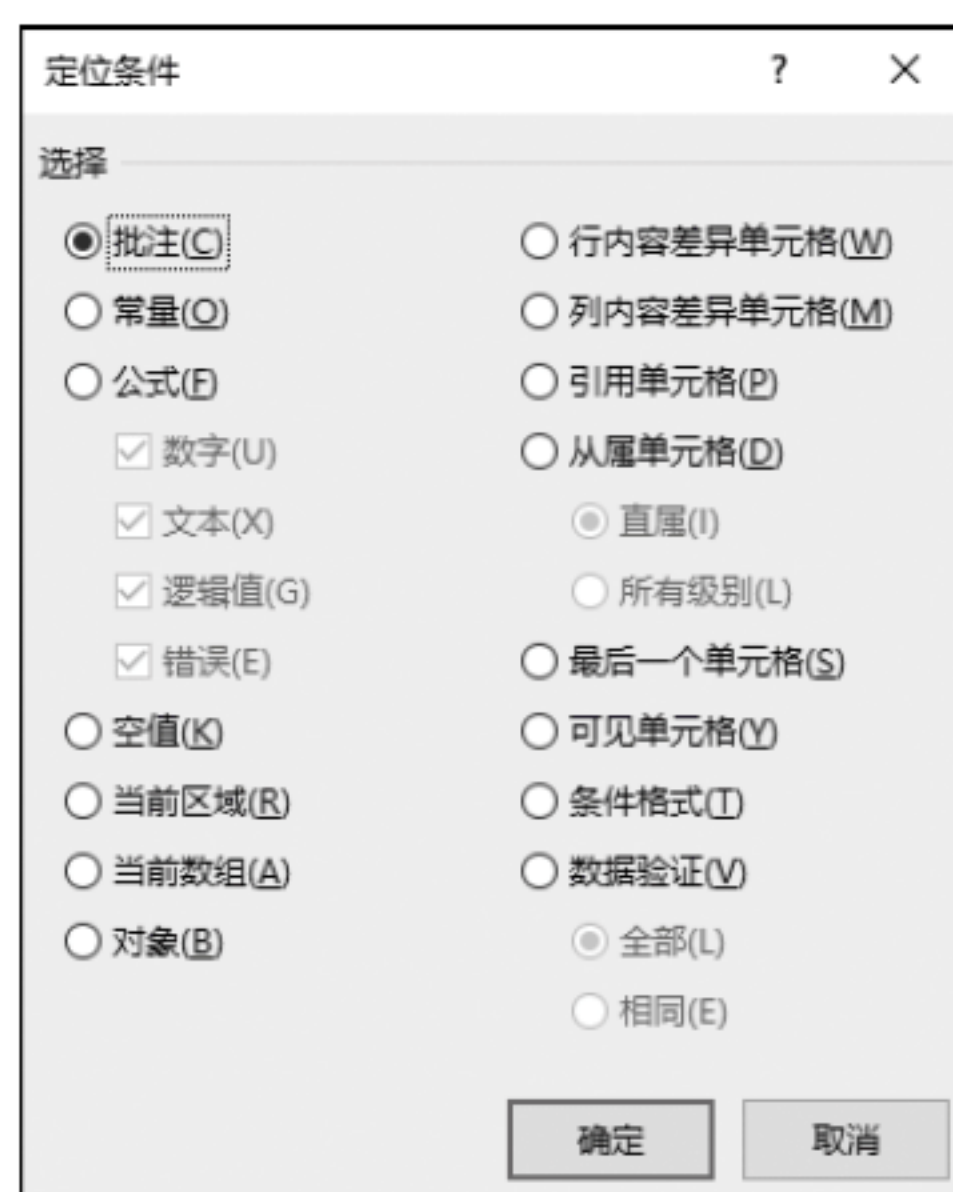 定位条件 ? ×
选择
批注(C)
常量(O)
公式(F)
数字(U)
文本(X)
逻辑值(G)
错误(E)
空值(K)
当前区域(R)
当前数组(A)
对象(B)
行内容差异单元格(W)
列内容差异单元格(M)
引用单元格(P)
从属单元格(D)
直属(I)
所有级别(L)
最后一个单元格(S)
可见单元格(Y)
条件格式(T)
数据验证(V)
全部(L)
相同(E)
确定 取消